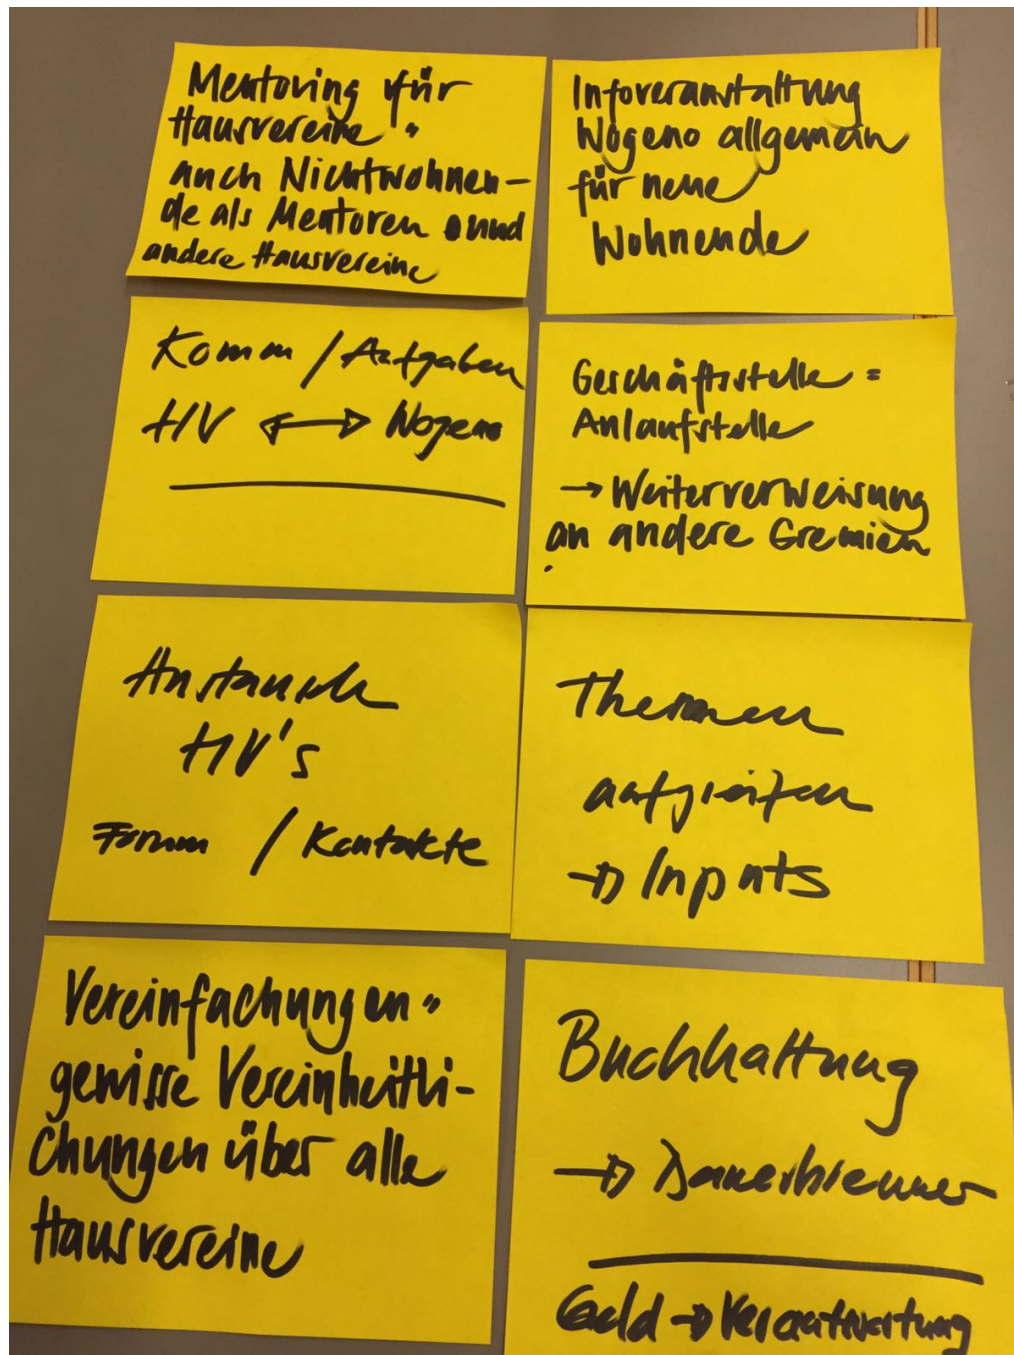 Mentoring für
Hausvereine "
auch Nichtwohnen-
de als Mentoren und
andere Hausvereine
Infoveranstaltung
Wogeno allgemein
für neue
Wohnende
Komm / Aufgaben
HV ↔ Wogeno
Geschäftsstelle =
Anlaufstelle
→ Weiterverweisung
an andere Gremien
Austausch
HV's
Forum / Kontakte
Themen
aufgreifen
→ Inputs
Vereinfachungen "
gewisse Vereinheitli-
chungen über alle
Hausvereine
Buchhaltung
→ Dauerbrenner
Geld → Verantwortung